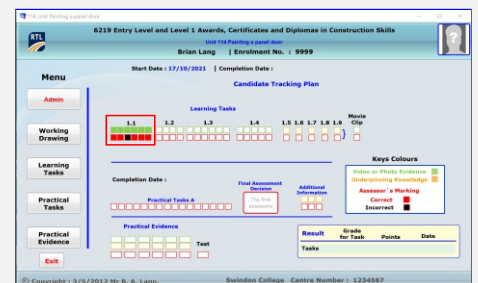 114_Unit Painting a panel door
RTL
6219 Entry Level and Level 1 Awards, Certificates and Diplomas in Construction Skills
Unit 114 Painting a panel door
Brian Lang | Enrolment No. : 9999
Menu
Admin
Working Drawing
Learning Tasks
Practical Tasks
Practical Evidence
Exit
Start Date : 17/10/2021 | Completion Date :
Candidate Tracking Plan
Learning Tasks
1.1 1.2 1.3 1.4 1.5 1.6 1.7 1.8 1.9 Movie Clip
}
Keys Colours
Video or Photo Evidence
Underpinning Knowledge
Assessor`s Marking
Correct
Incorrect
Completion Date :
Final Assessment Decision
Additional Information
Practical Tasks A
The final
Practical Evidence
Test
Result Grade for Task Points Date
Tasks
© Copyright : 3/5/2012 Mr B. A. Lang.
Swindon College Centre Number : 1234567